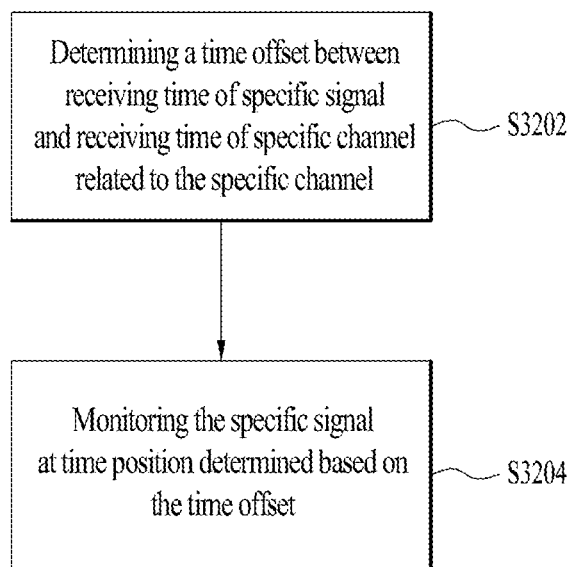 Determining a time offset between
receiving time of specific signal
and receiving time of specific channel
related to the specific channel
S3202
Monitoring the specific signal
at time position determined based on
the time offset
S3204